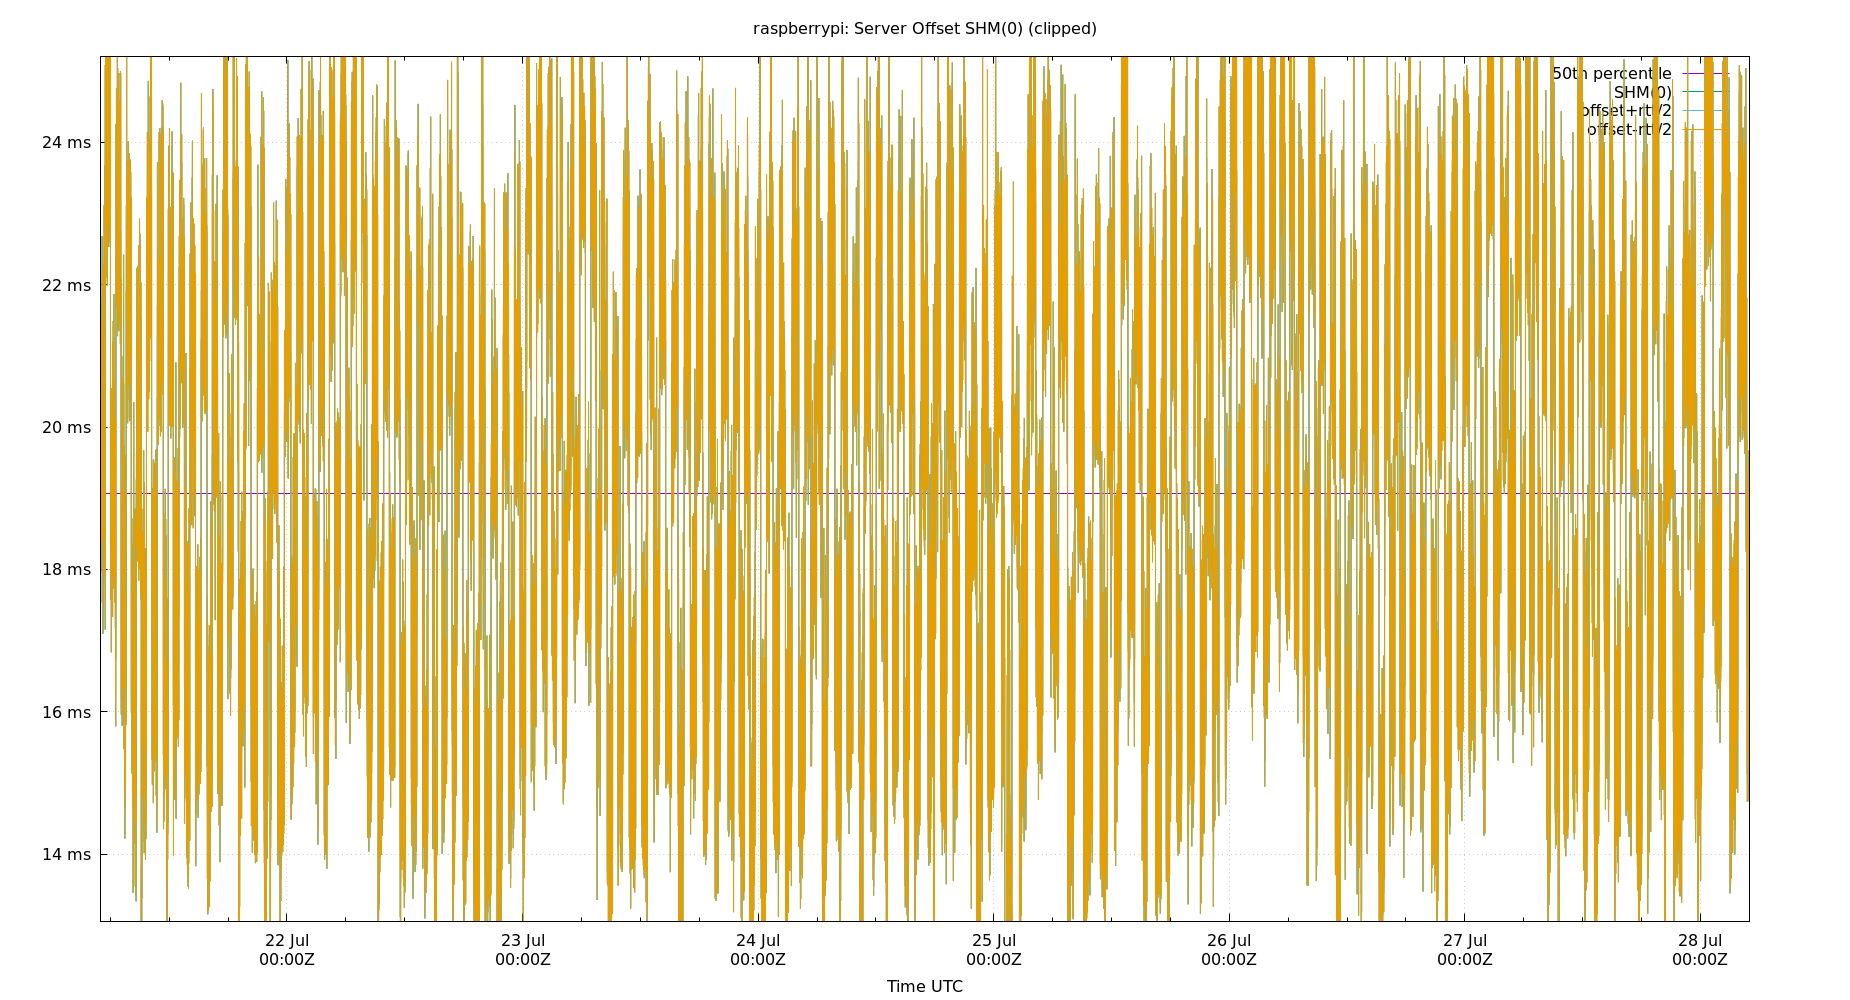 raspberrypi: Server Offset SHM(0) (clipped)
50th percentile
SHM(0)
offset+rtt/2
offset-rtt/2
24 ms
22 ms
20 ms
18 ms
16 ms
14 ms
22 Jul 23 Jul 24 Jul 25 Jul 26 Jul 27 Jul 28 Jul
00:00Z 00:00Z 00:00Z 00:00Z 00:00Z 00:00Z 00:00Z
Time UTC